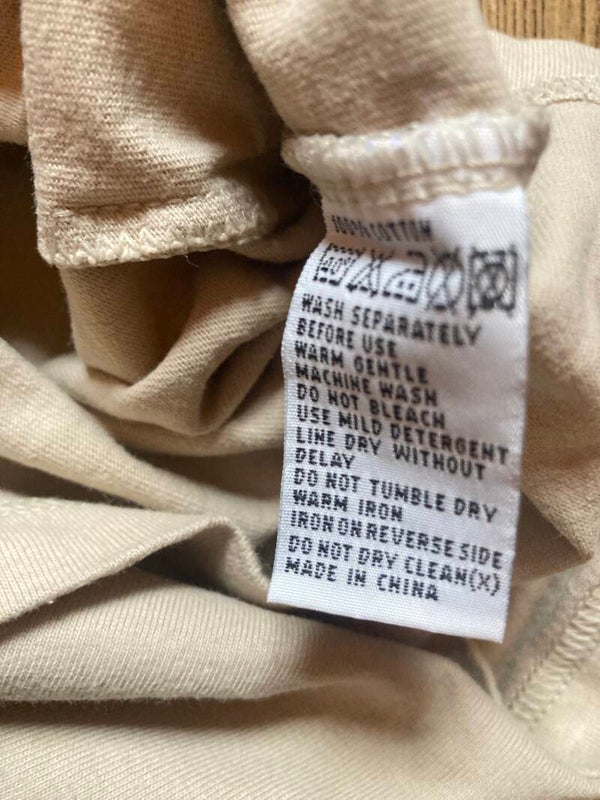 100% COTTON
WASH SEPARATELY
BEFORE USE
WARM GENTLE
MACHINE WASH
DO NOT BLEACH
USE MILD DETERGENT
LINE DRY WITHOUT
DELAY
DO NOT TUMBLE DRY
WARM IRON
IRON ON REVERSE SIDE
DO NOT DRY CLEAN(X)
MADE IN CHINA